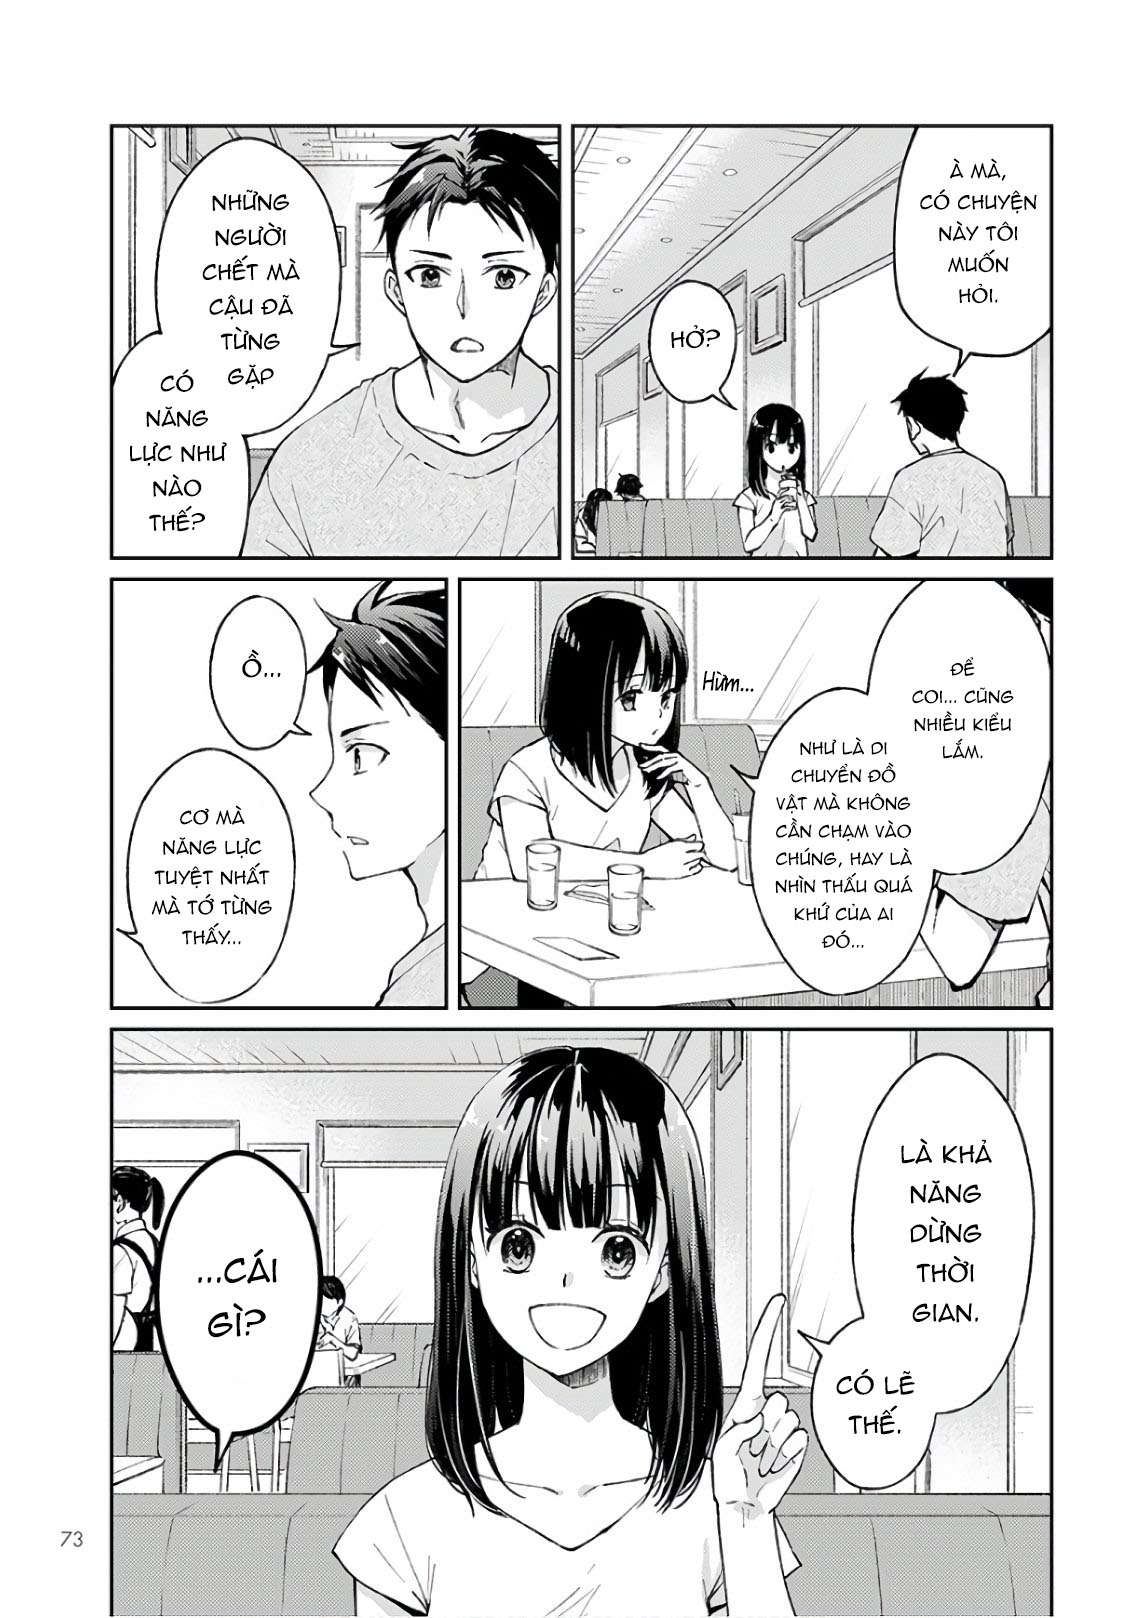 À MÀ,
CÓ CHUYỆN
NÀY TÔI
MUỐN
HỎI.
HỞ?
NHỮNG
NGƯỜI
CHẾT MÀ
CẬU ĐÃ
TỪNG
GẶP
CÓ
NĂNG
LỰC NHƯ
NÀO
THẾ?
ĐỂ
COI... CŨNG
NHIỀU KIỂU
LẮM.
HỪM...
NHƯ LÀ DI
CHUYỂN ĐỒ
VẬT MÀ KHÔNG
CẦN CHẠM VÀO
CHÚNG, HAY LÀ
NHÌN THẤU QUÁ
KHỨ CỦA AI
ĐÓ...
Ồ...
CƠ MÀ
NĂNG LỰC
TUYỆT NHẤT
MÀ TỚ TỪNG
THẤY...
LÀ KHẢ
NĂNG
DỪNG
THỜI
GIAN.
CÓ LẼ
THẾ.
...CÁI
GÌ?
73